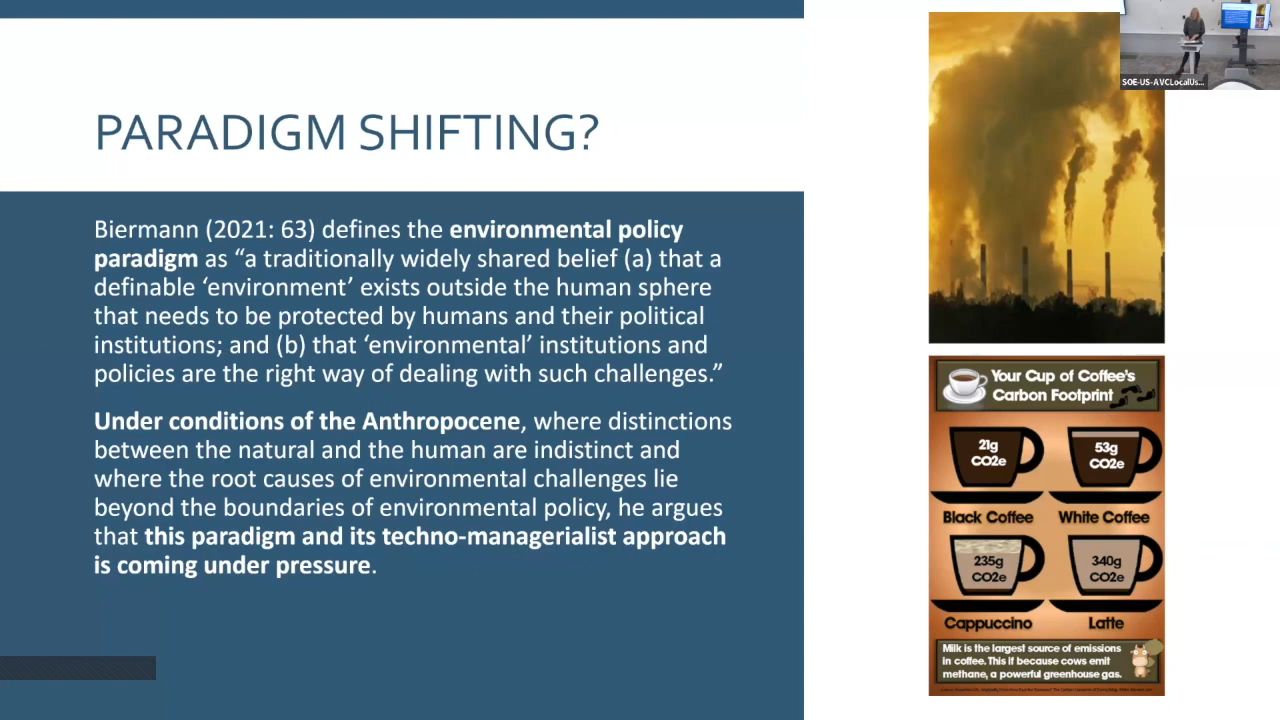 PARADIGM SHIFTING?
Biermann (2021: 63) defines the environmental policy
paradigm as “a traditionally widely shared belief (a) that a
definable ‘environment’ exists outside the human sphere
that needs to be protected by humans and their political
institutions; and (b) that ‘environmental’ institutions and
policies are the right way of dealing with such challenges.”
Under conditions of the Anthropocene, where distinctions
between the natural and the human are indistinct and
where the root causes of environmental challenges lie
beyond the boundaries of environmental policy, he argues
that this paradigm and its techno-managerialist approach
is coming under pressure.
SOE-US-AVCLocalUs...
Your Cup of Coffee's
Carbon Footprint
21g
CO2e
53g
CO2e
Black Coffee
White Coffee
235g
CO2e
340g
CO2e
Cappuccino
Latte
Milk is the largest source of emissions
in coffee. This if because cows emit
methane, a powerful greenhouse gas.